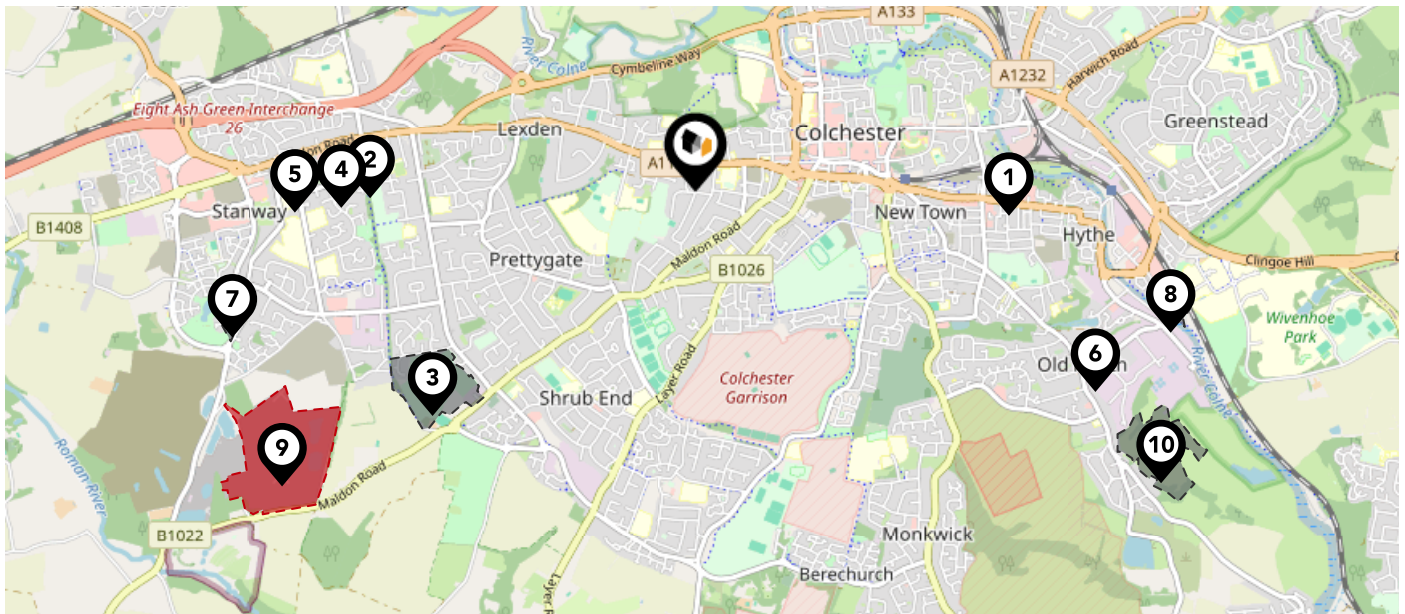 A133
River Colne
Cymbeline Way
A1232
Harwich Road
Eight Ash Green Interchange
26
Lexden
Colchester
Greenstead
5
4
2
1
Stanway
New Town
B1408
Hythe
Maldon Road
Prettygate
B1026
Clingoe Hill
7
8
Wivenhoe
Park
6
3
Colchester
Garrison
Shrub End
Layer Road
River Colne
9
10
Roman River
Maldon Road
B1022
Monkwick
Berechurch